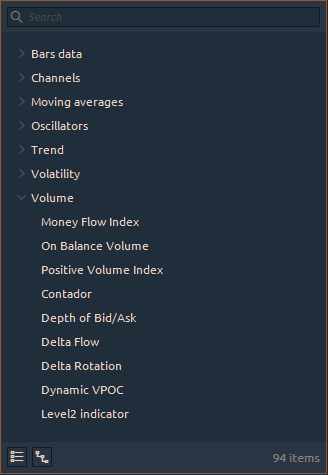 Search
Bars data
Channels
Moving averages
Oscillators
Trend
Volatility
Volume
Money Flow Index
On Balance Volume
Positive Volume Index
Contador
Depth of Bid/Ask
Delta Flow
Delta Rotation
Dynamic VPOC
Level2 indicator
94 items